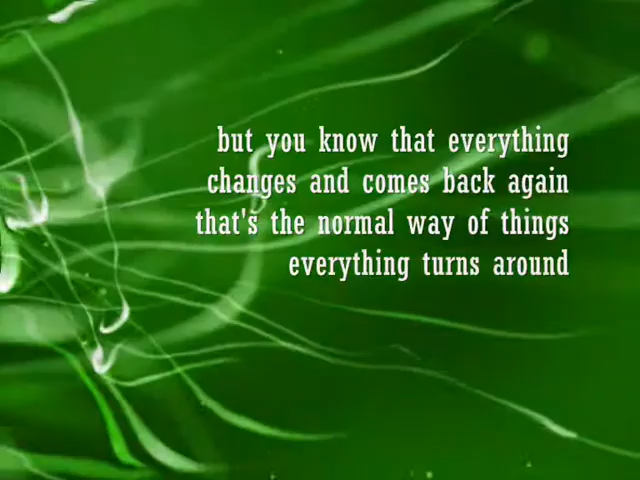 but you know that everything
changes and comes back again
that's the normal way of things
everything turns around